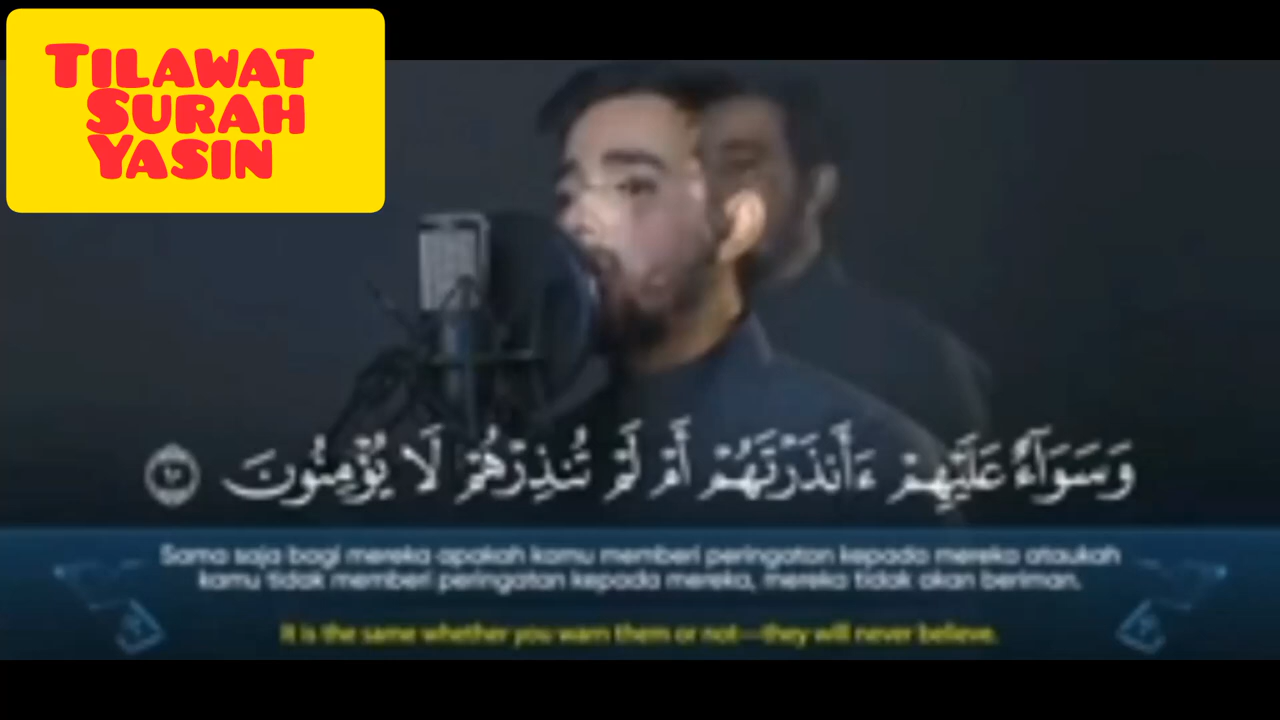 TILAWAT
SURAH
YASIN
وَسَوَآءٌ عَلَيْهِمْ ءَأَنذَرْتَهُمْ أَمْ لَمْ تُنذِرْهُمْ لَا يُؤْمِنُونَ ١٠
Sama saja bagi mereka apakah kamu memberi peringatan kepada mereka ataukah
kamu tidak memberi peringatan kepada mereka, mereka tidak akan beriman.
It is the same whether you warn them or not—they will never believe.